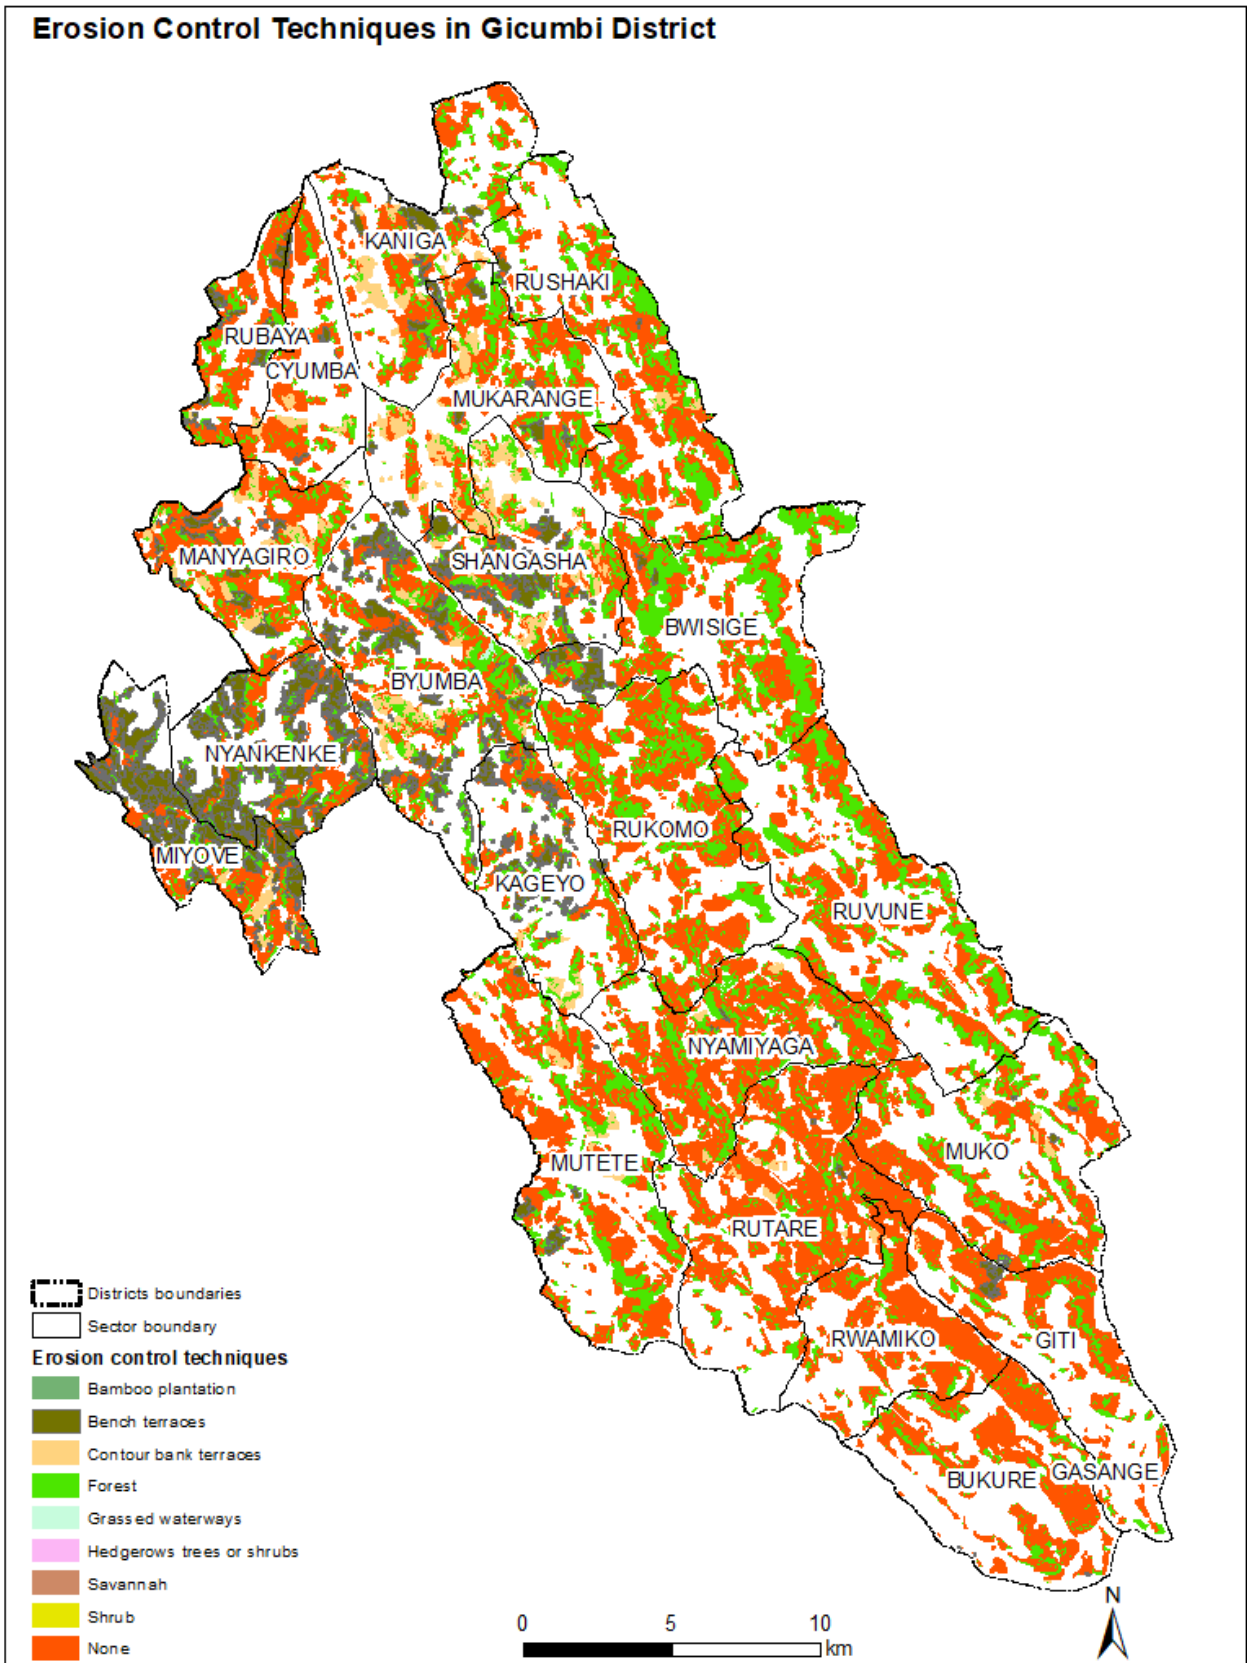 Erosion Control Techniques in Gicumbi District
KANIGA
RUSHAKI
RUBAYA
CYUMBA
MUKARANGE
MANYAGIRO
SHANGASHA
BWISIGE
BYUMBA
NYANKENKE
RUKOMO
MIYOVE
KAGEYO
RUVUNE
NYAMIYAGA
MUTETE
MUKO
RUTARE
RWAMIKO
GITI
BUKURE
GASANGE
Districts boundaries
Sector boundary
Erosion control techniques
Bamboo plantation
Bench terraces
Contour bank terraces
Forest
Grassed waterways
Hedgerows trees or shrubs
Savannah
Shrub
None
0 5 10
km
N